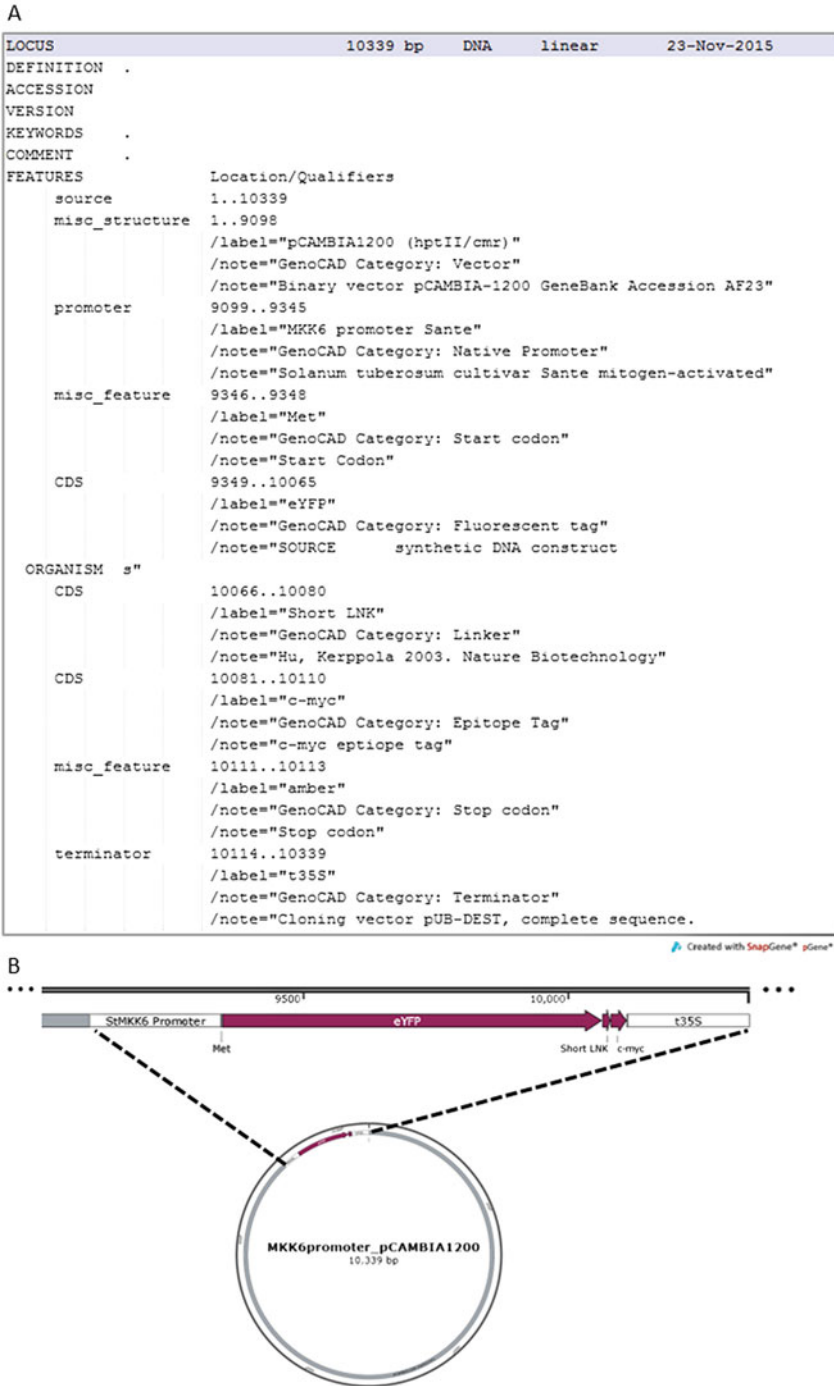 A
LOCUS 10339 bp DNA linear 23-Nov-2015
DEFINITION .
ACCESSION
VERSION
KEYWORDS .
COMMENT .
FEATURES Location/Qualifiers
source 1..10339
misc_structure 1..9098
/label="pCAMBIA1200 (hptII/cmr)"
/note="GenoCAD Category: Vector"
/note="Binary vector pCAMBIA-1200 GeneBank Accession AF23"
promoter 9099..9345
/label="MKK6 promoter Sante"
/note="GenoCAD Category: Native Promoter"
/note="Solanum tuberosum cultivar Sante mitogen-activated"
misc_feature 9346..9348
/label="Met"
/note="GenoCAD Category: Start codon"
/note="Start Codon"
CDS 9349..10065
/label="eYFP"
/note="GenoCAD Category: Fluorescent tag"
/note="SOURCE synthetic DNA construct
ORGANISM s"
CDS 10066..10080
/label="Short LNK"
/note="GenoCAD Category: Linker"
/note="Hu, Kerppola 2003. Nature Biotechnology"
CDS 10081..10110
/label="c-myc"
/note="GenoCAD Category: Epitope Tag"
/note="c-myc eptiope tag"
misc_feature 10111..10113
/label="amber"
/note="GenoCAD Category: Stop codon"
/note="Stop codon"
terminator 10114..10339
/label="t35S"
/note="GenoCAD Category: Terminator"
/note="Cloning vector pUB-DEST, complete sequence.
Created with SnapGene® pGene®
B
9500 10,000
StMKK6 Promoter eYFP t35S
Met Short LNK c-myc
MKK6promoter_pCAMBIA1200
10,339 bp